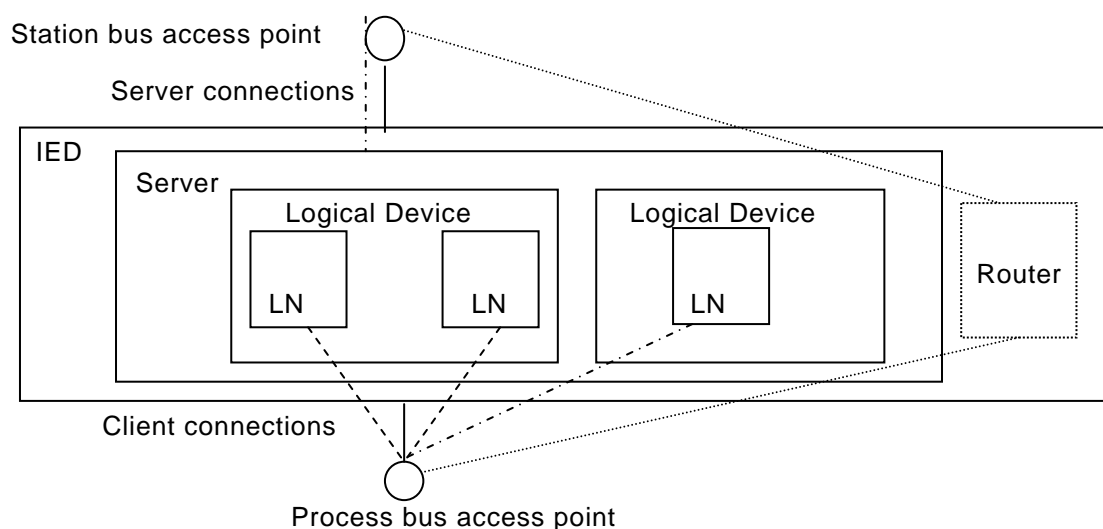 Station bus access point
Server connections
IED
Server
Logical Device
Logical Device
LN
LN
LN
Router
Client connections
Process bus access point